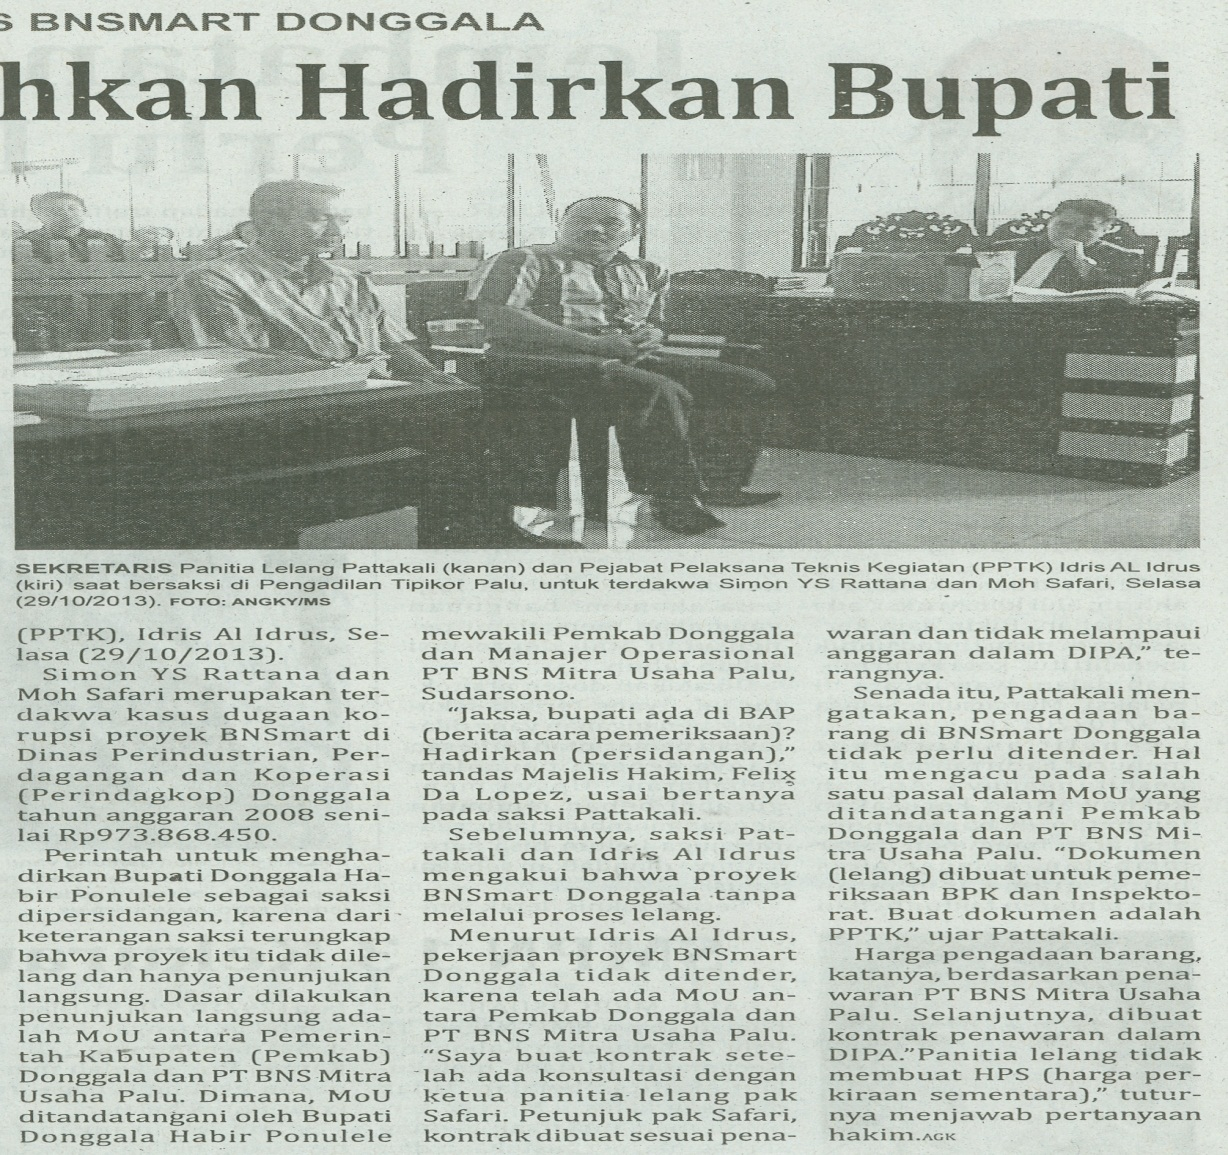 S BNSMART DONGGALA
hkan Hadirkan Bupati
SEKRETARIS Panitia Lelang Pattakali (kanan) dan Pejabat Pelaksana Teknis Kegiatan (PPTK) Idris AL Idrus
(kiri) saat bersaksi di Pengadilan Tipikor Palu, untuk terdakwa Simon YS Rattana dan Moh Safari, Selasa
(29/10/2013). FOTO: ANGKY/MS
(PPTK), Idris Al Idrus, Se-
lasa (29/10/2013).
Simon YS Rattana dan
Moh Safari merupakan ter-
dakwa kasus dugaan ko-
rupsi proyek BNSmart di
Dinas Perindustrian, Per-
dagangan dan Koperasi
(Perindagkop) Donggala
tahun anggaran 2008 seni-
lai Rp973.868.450.
Perintah untuk mengha-
dirkan Bupati Donggala Ha-
bir Ponulele sebagai saksi
dipersidangan, karena dari
keterangan saksi terungkap
bahwa proyek itu tidak dile-
lang dan hanya penunjukan
langsung. Dasar dilakukan
penunjukan langsung ada-
lah MoU antara Pemerin-
tah Kabupaten (Pemkab)
Donggala dan PT BNS Mitra
Usaha Palu. Dimana, MoU
ditandatangani oleh Bupati
Donggala Habir Ponulele
mewakili Pemkab Donggala
dan Manajer Operasional
PT BNS Mitra Usaha Palu,
Sudarsono.
"Jaksa, bupati ada di BAP
(berita acara pemeriksaan)?
Hadirkan (persidangan),"
tandas Majelis Hakim, Felix
Da Lopez, usai bertanya
pada saksi Pattakali.
Sebelumnya, saksi Pat-
takali dan Idris Al Idrus
mengakui bahwa proyek
BNSmart Donggala tanpa
melalui proses lelang.
Menurut Idris Al Idrus,
pekerjaan proyek BNSmart
Donggala tidak ditender,
karena telah ada MoU an-
tara Pemkab Donggala dan
PT BNS Mitra Usaha Palu.
"Saya buat kontrak sete-
lah ada konsultasi dengan
ketua panitia lelang pak
Safari. Petunjuk pak Safari,
kontrak dibuat sesuai pena-
waran dan tidak melampaui
anggaran dalam DIPA," te-
rangnya.
Senada itu, Pattakali men-
gatakan, pengadaan ba-
rang di BNSmart Donggala
tidak perlu ditender. Hal
itu mengacu pada salah
satu pasal dalam MoU yang
ditandatangani Pemkab
Donggala dan PT BNS Mi-
tra Usaha Palu. "Dokumen
(lelang) dibuat untuk peme-
riksaan BPK dan Inspekto-
rat. Buat dokumen adalah
PPTK," ujar Pattakali.
Harga pengadaan barang,
katanya, berdasarkan pena-
waran PT BNS Mitra Usaha
Palu. Selanjutnya, dibuat
kontrak penawaran dalam
DIPA."Panitia lelang tidak
membuat HPS (harga per-
kiraan sementara)," tutur-
nya menjawab pertanyaan
hakim.AGK